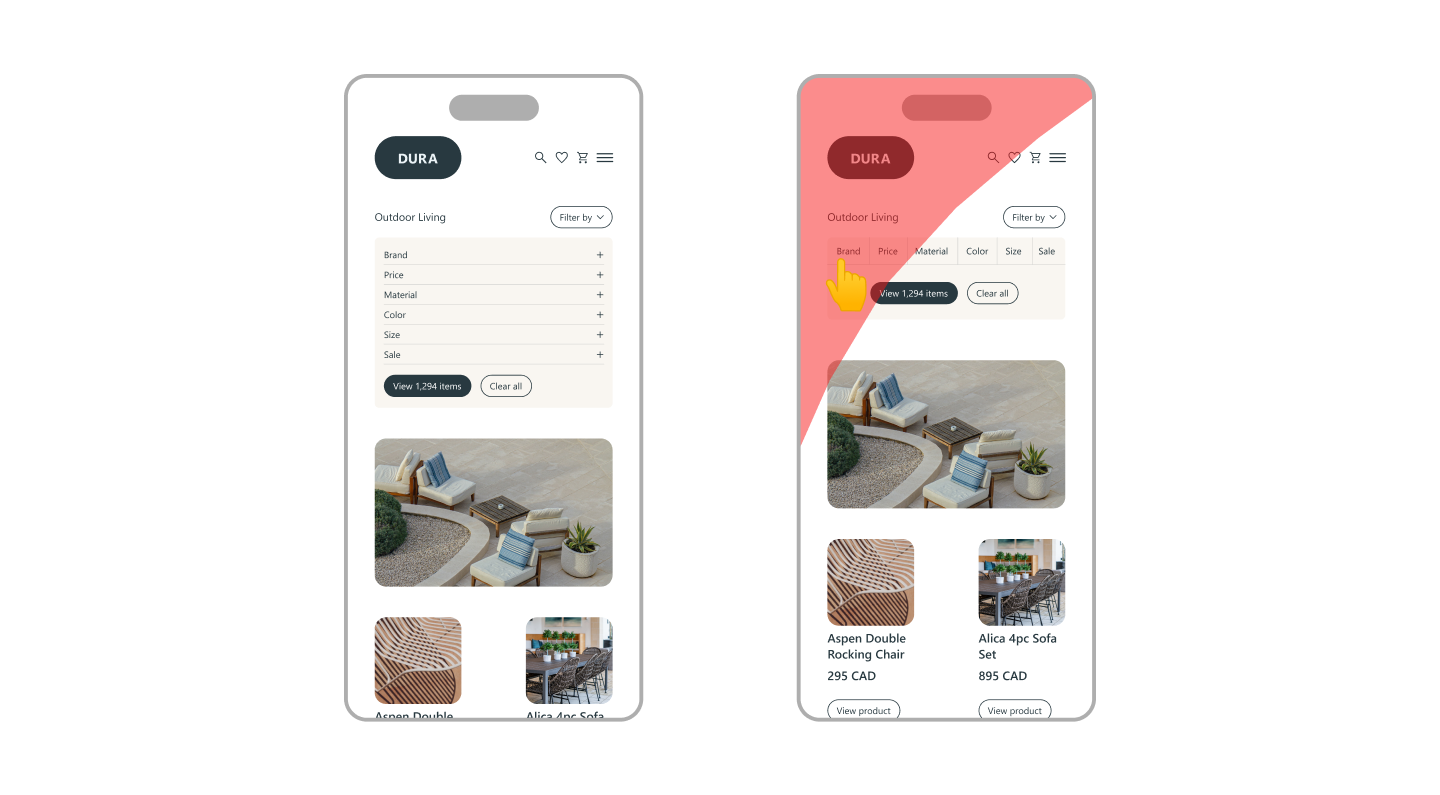 DURA
Outdoor Living
Filter by
Brand
Price
Material
Color
Size
Sale
View 1,294 items
Clear all
Aspen Double
Alica 4pc Sofa
DURA
Outdoor Living
Filter by
Brand Price Material Color Size Sale
View 1,294 items
Clear all
Aspen Double
Rocking Chair
295 CAD
View product
Alica 4pc Sofa
Set
895 CAD
View product